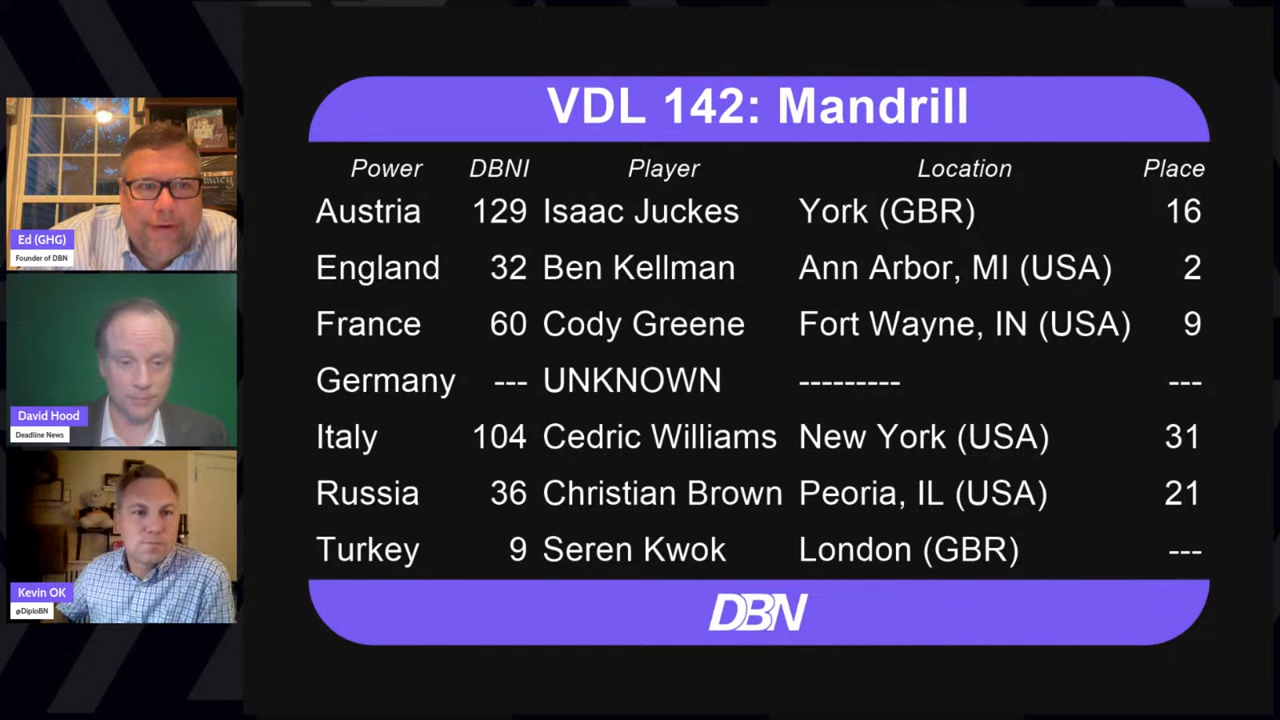 VDL 142: Mandrill
Power DBNI Player Location Place
Austria 129 Isaac Juckes York (GBR) 16
England 32 Ben Kellman Ann Arbor, MI (USA) 2
France 60 Cody Greene Fort Wayne, IN (USA) 9
Germany --- UNKNOWN --------- ---
Italy 104 Cedric Williams New York (USA) 31
Russia 36 Christian Brown Peoria, IL (USA) 21
Turkey 9 Seren Kwok London (GBR) ---
DBN
Ed (GHG)
Founder of DBN
David Hood
Deadline News
Kevin OK
@DiploBN